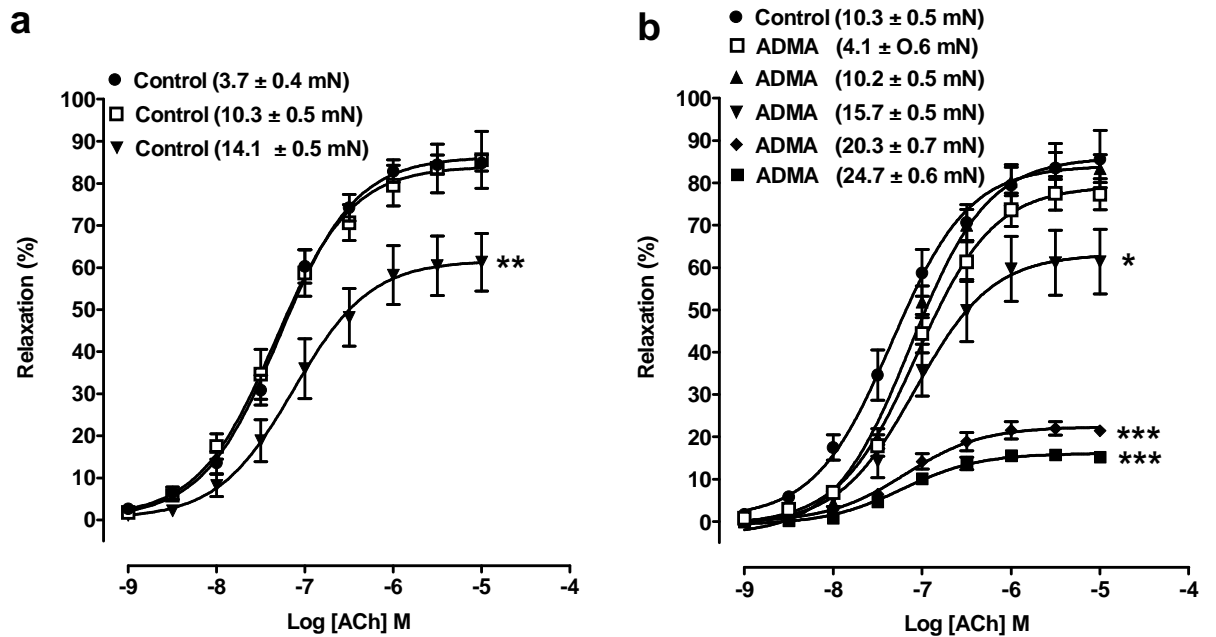 a
Control (3.7 ± 0.4 mN)
Control (10.3 ± 0.5 mN)
Control (14.1 ± 0.5 mN)
100
90
80
70
60
50
40
30
20
10
0
Relaxation (%)
**
-9 -8 -7 -6 -5 -4
Log [ACh] M
b
Control (10.3 ± 0.5 mN)
ADMA (4.1 ± O.6 mN)
ADMA (10.2 ± 0.5 mN)
ADMA (15.7 ± 0.5 mN)
ADMA (20.3 ± 0.7 mN)
ADMA (24.7 ± 0.6 mN)
100
90
80
70
60
50
40
30
20
10
0
Relaxation (%)
*
***
***
-9 -8 -7 -6 -5 -4
Log [ACh] M